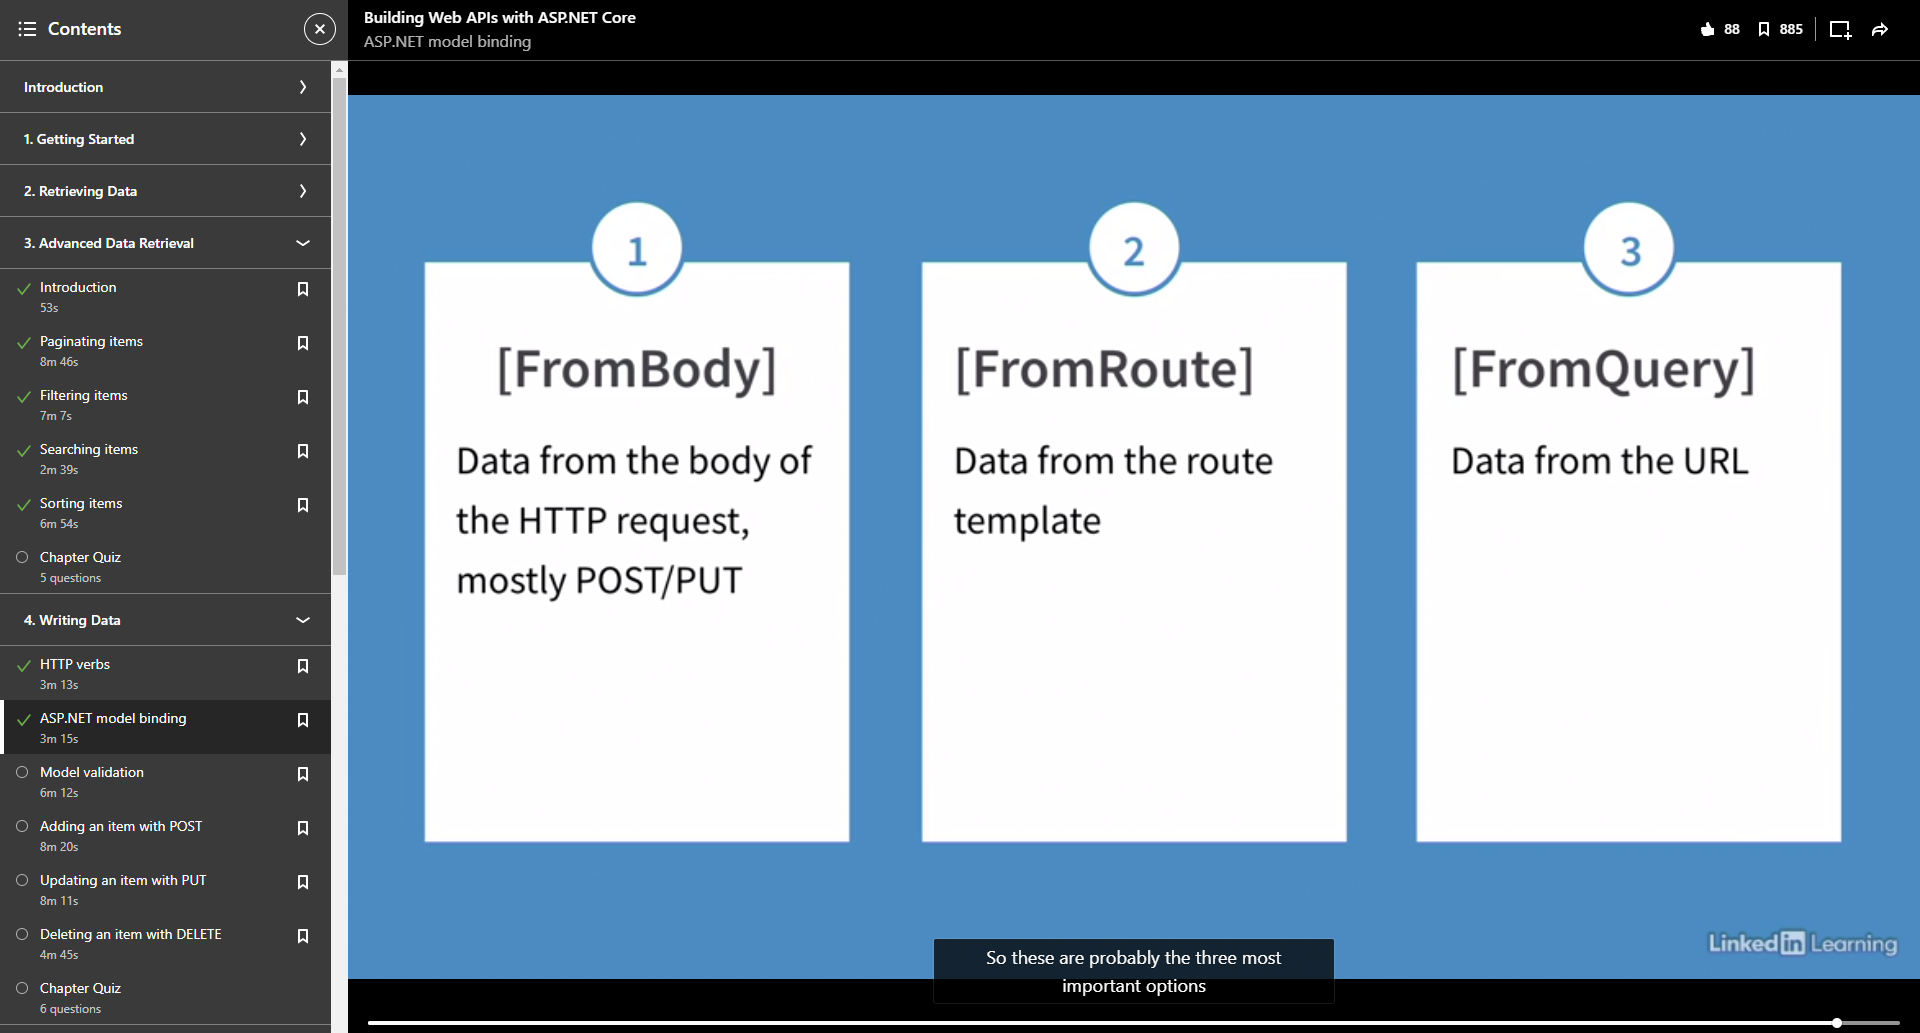 Contents
Introduction
1. Getting Started
2. Retrieving Data
3. Advanced Data Retrieval
Introduction
53s
Paginating items
8m 46s
Filtering items
7m 7s
Searching items
2m 39s
Sorting items
6m 54s
Chapter Quiz
5 questions
4. Writing Data
HTTP verbs
3m 13s
ASP.NET model binding
3m 15s
Model validation
6m 12s
Adding an item with POST
8m 20s
Updating an item with PUT
8m 11s
Deleting an item with DELETE
4m 45s
Chapter Quiz
6 questions
Building Web APIs with ASP.NET Core
ASP.NET model binding
88
885
1
[FromBody]
Data from the body of
the HTTP request,
mostly POST/PUT
2
[FromRoute]
Data from the route
template
3
[FromQuery]
Data from the URL
LinkedIn Learning
So these are probably the three most
important options